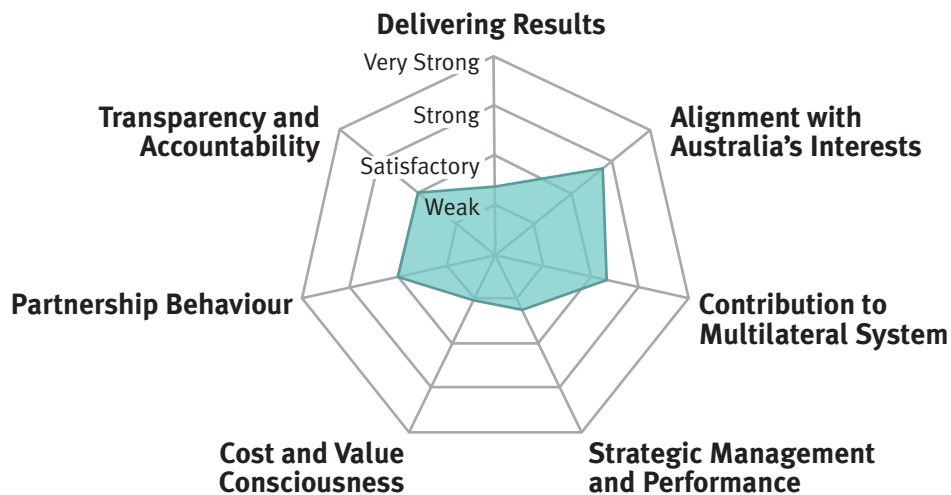 Delivering Results
Very Strong
Strong
Satisfactory
Weak
Transparency and
Accountability
Alignment with
Australia’s Interests
Partnership Behaviour
Contribution to
Multilateral System
Cost and Value
Consciousness
Strategic Management
and Performance